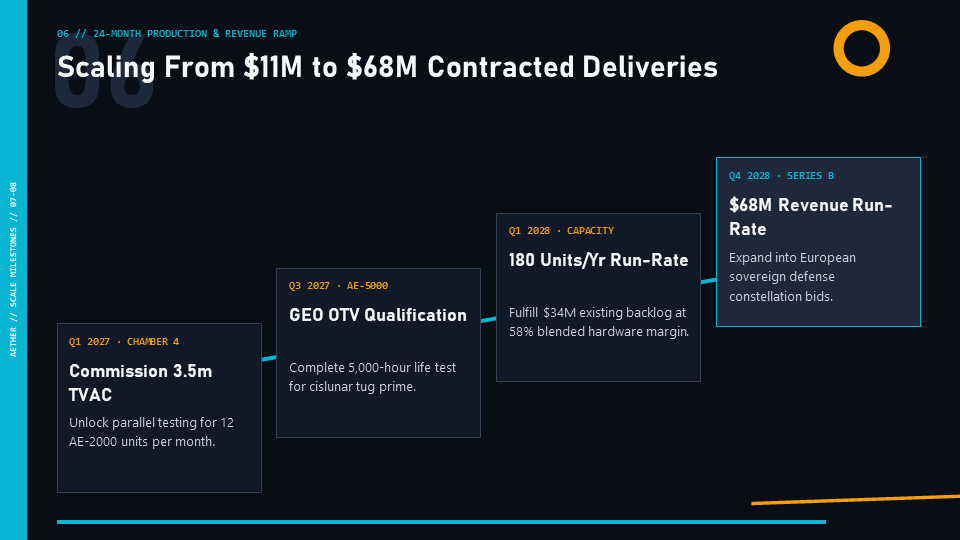 06 // 24-MONTH PRODUCTION & REVENUE RAMP
06
Scaling From $11M to $68M Contracted Deliveries
AETHER // SCALE MILESTONES // 07-08
Q1 2027 · CHAMBER 4
Commission 3.5m
TVAC
Unlock parallel testing for 12
AE-2000 units per month.
Q3 2027 · AE-5000
GEO OTV Qualification
Complete 5,000-hour life test
for cislunar tug prime.
Q1 2028 · CAPACITY
180 Units/Yr Run-Rate
Fulfill $34M existing backlog at
58% blended hardware margin.
Q4 2028 · SERIES B
$68M Revenue Run-
Rate
Expand into European
sovereign defense
constellation bids.